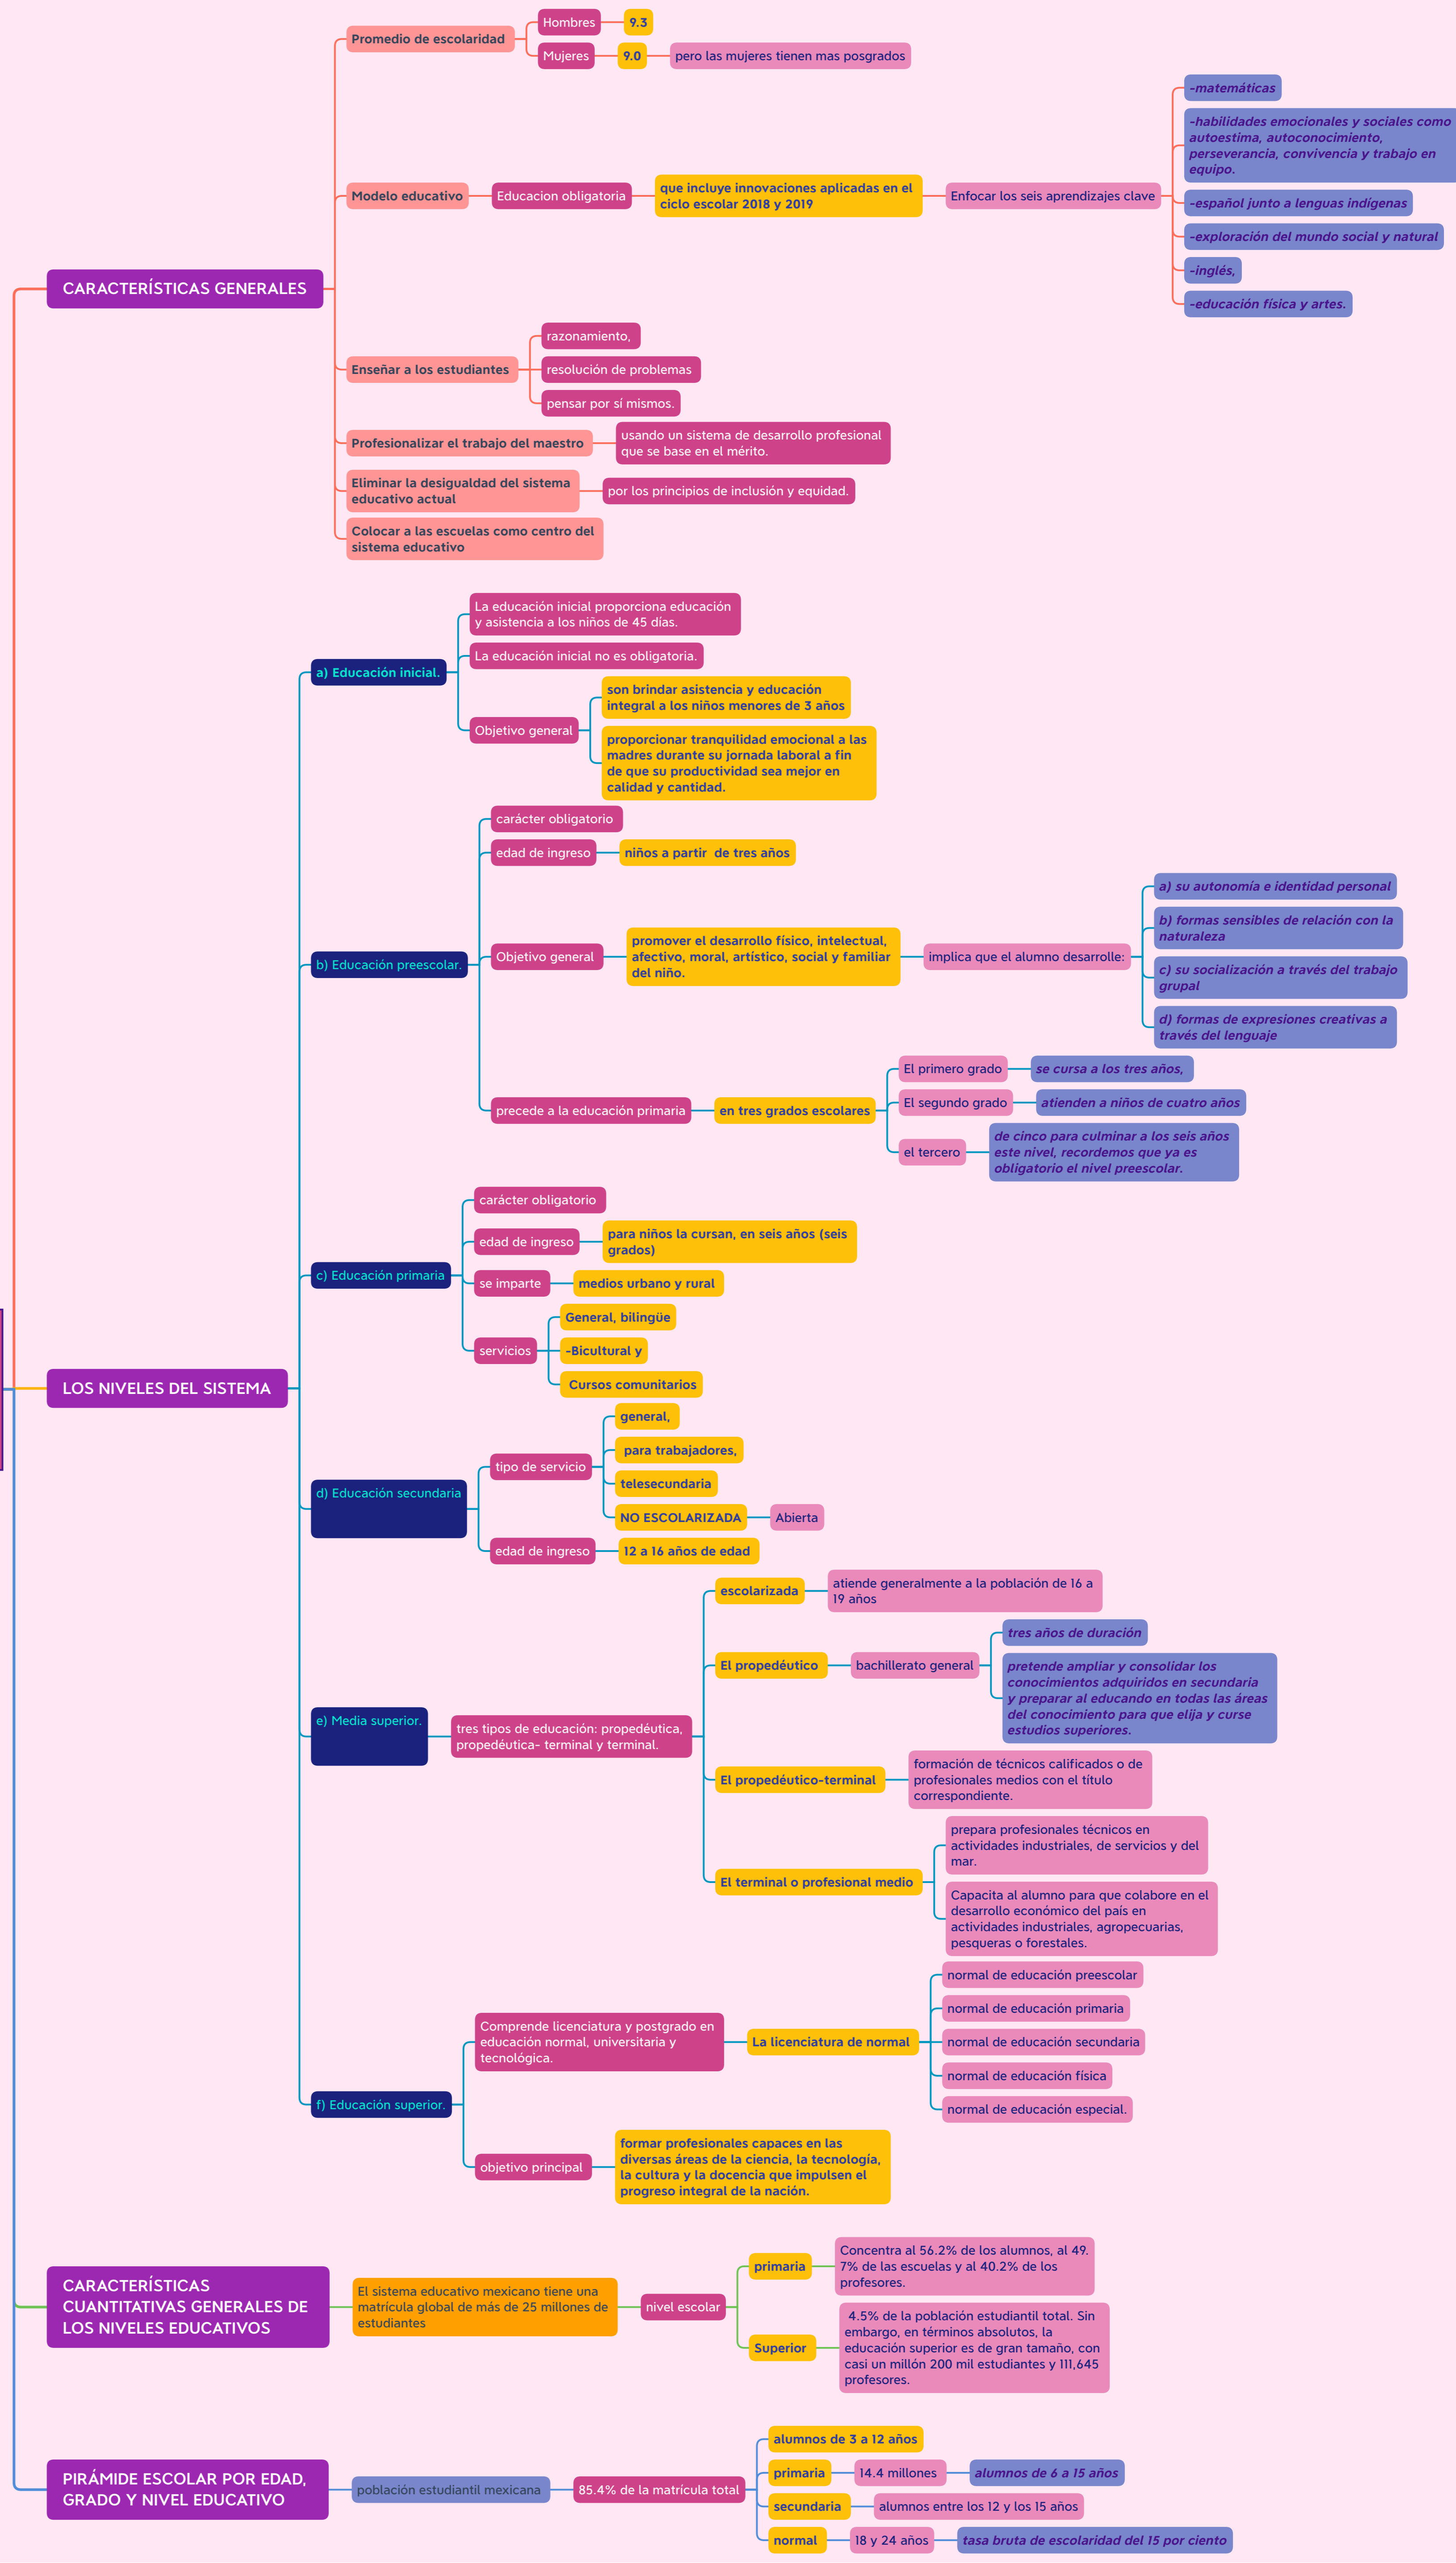 CARACTERÍSTICAS GENERALES
Promedio de escolaridad
Hombres
9.3
Mujeres
9.0
pero las mujeres tienen mas posgrados
Modelo educativo
Educacion obligatoria
que incluye innovaciones aplicadas en el
ciclo escolar 2018 y 2019
Enfocar los seis aprendizajes clave
-matemáticas
-habilidades emocionales y sociales como
autoestima, autoconocimiento,
perseverancia, convivencia y trabajo en
equipo.
-español junto a lenguas indígenas
-exploración del mundo social y natural
-inglés,
-educación física y artes.
Enseñar a los estudiantes
razonamiento,
resolución de problemas
pensar por sí mismos.
Profesionalizar el trabajo del maestro
usando un sistema de desarrollo profesional
que se base en el mérito.
Eliminar la desigualdad del sistema
educativo actual
por los principios de inclusión y equidad.
Colocar a las escuelas como centro del
sistema educativo
LOS NIVELES DEL SISTEMA
a) Educación inicial.
La educación inicial proporciona educación
y asistencia a los niños de 45 días.
La educación inicial no es obligatoria.
Objetivo general
son brindar asistencia y educación
integral a los niños menores de 3 años
proporcionar tranquilidad emocional a las
madres durante su jornada laboral a fin
de que su productividad sea mejor en
calidad y cantidad.
b) Educación preescolar.
carácter obligatorio
edad de ingreso
niños a partir  de tres años
Objetivo general
promover el desarrollo físico, intelectual,
afectivo, moral, artístico, social y familiar
del niño.
implica que el alumno desarrolle:
a) su autonomía e identidad personal
b) formas sensibles de relación con la
naturaleza
c) su socialización a través del trabajo
grupal
d) formas de expresiones creativas a
través del lenguaje
precede a la educación primaria
en tres grados escolares
El primero grado
se cursa a los tres años,
El segundo grado
atienden a niños de cuatro años
el tercero
de cinco para culminar a los seis años
este nivel, recordemos que ya es
obligatorio el nivel preescolar.
c) Educación primaria
carácter obligatorio
edad de ingreso
para niños la cursan, en seis años (seis
grados)
se imparte
medios urbano y rural
servicios
General, bilingüe
-Bicultural y
Cursos comunitarios
d) Educación secundaria
tipo de servicio
general,
para trabajadores,
telesecundaria
NO ESCOLARIZADA
Abierta
edad de ingreso
12 a 16 años de edad
e) Media superior.
tres tipos de educación: propedéutica,
propedéutica- terminal y terminal.
escolarizada
atiende generalmente a la población de 16 a
19 años
El propedéutico
bachillerato general
tres años de duración
pretende ampliar y consolidar los
conocimientos adquiridos en secundaria
y preparar al educando en todas las áreas
del conocimiento para que elija y curse
estudios superiores.
El propedéutico-terminal
formación de técnicos calificados o de
profesionales medios con el título
correspondiente.
El terminal o profesional medio
prepara profesionales técnicos en
actividades industriales, de servicios y del
mar.
Capacita al alumno para que colabore en el
desarrollo económico del país en
actividades industriales, agropecuarias,
pesqueras o forestales.
f) Educación superior.
Comprende licenciatura y postgrado en
educación normal, universitaria y
tecnológica.
La licenciatura de normal
normal de educación preescolar
normal de educación primaria
normal de educación secundaria
normal de educación física
normal de educación especial.
objetivo principal
formar profesionales capaces en las
diversas áreas de la ciencia, la tecnología,
la cultura y la docencia que impulsen el
progreso integral de la nación.
CARACTERÍSTICAS
CUANTITATIVAS GENERALES DE
LOS NIVELES EDUCATIVOS
El sistema educativo mexicano tiene una
matrícula global de más de 25 millones de
estudiantes
nivel escolar
primaria
Concentra al 56.2% de los alumnos, al 49.
7% de las escuelas y al 40.2% de los
profesores.
Superior
4.5% de la población estudiantil total. Sin
embargo, en términos absolutos, la
educación superior es de gran tamaño, con
casi un millón 200 mil estudiantes y 111,645
profesores.
PIRÁMIDE ESCOLAR POR EDAD,
GRADO Y NIVEL EDUCATIVO
población estudiantil mexicana
85.4% de la matrícula total
alumnos de 3 a 12 años
primaria
14.4 millones
alumnos de 6 a 15 años
secundaria
alumnos entre los 12 y los 15 años
normal
18 y 24 años
tasa bruta de escolaridad del 15 por ciento